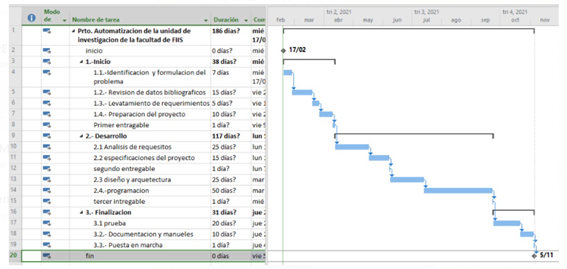 Modo de
Nombre de tarea
Duración
Com
tri 2, 2021
tri 3, 2021
tri 4, 2021
feb mar abr may jun jul ago sep oct nov
1 Prto. Automatizacion de la unidad de investigacion de la facultad de FIIS 186 días? mié 17/0
2 inicio 0 días? mié
17/02
3 1.-Inicio 38 días? mié
4 1.1.-Identificacion y formulacion del problema 7 días mié 17/0
5 1.2.- Revision de datos bibliograficos 15 días? vie 2
6 1.3.- Levatamiento de requerimientos 5 días? vie
7 1.4.- Preparacion del proyecto 10 días? vie 2
8 Primer entragable 1 día? vie 9
9 2.- Desarrollo 117 días? lun
10 2.1 Analisis de requesitos 25 días? lun
11 2.2 especificaciones del proyecto 15 días? lun
12 segundo entregable 1 día? lun
13 2.3 diseño y arquetectura 25 días? mar
14 2.4.-programacion 50 días? mar
15 tercer intregable 1 día? mar
16 3.- Finalizacion 31 días? jue 2
17 3.1 prueba 20 días? jue 2
18 3.2.- Documentacion y manueles 10 días? jue 2
19 3.3.- Puesta en marcha 1 día? jue
20 fin 0 días vie 5
5/11